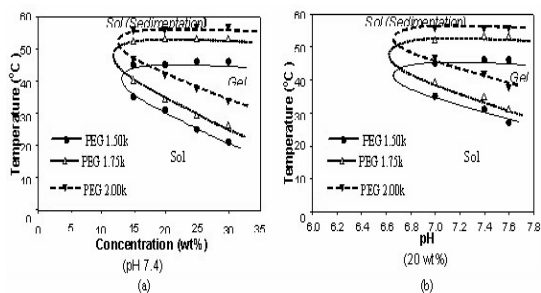 Sol (Sedimentation)
60
50
40
30
20
10
0
Temperature (°C)
Gel
PEG 1.50k
PEG 1.75k
PEG 2.00k
Sol
0 5 10 15 20 25 30 35
Concentration (wt%)
(pH 7.4)
(a)
Sol (Sedimentation)
60
50
40
30
20
10
0
Temperature (°C)
Gel
PEG 1.50k
PEG 1.75k
PEG 2.00k
Sol
6.0 6.2 6.4 6.6 6.8 7.0 7.2 7.4 7.6 7.8
pH
(20 wt%)
(b)